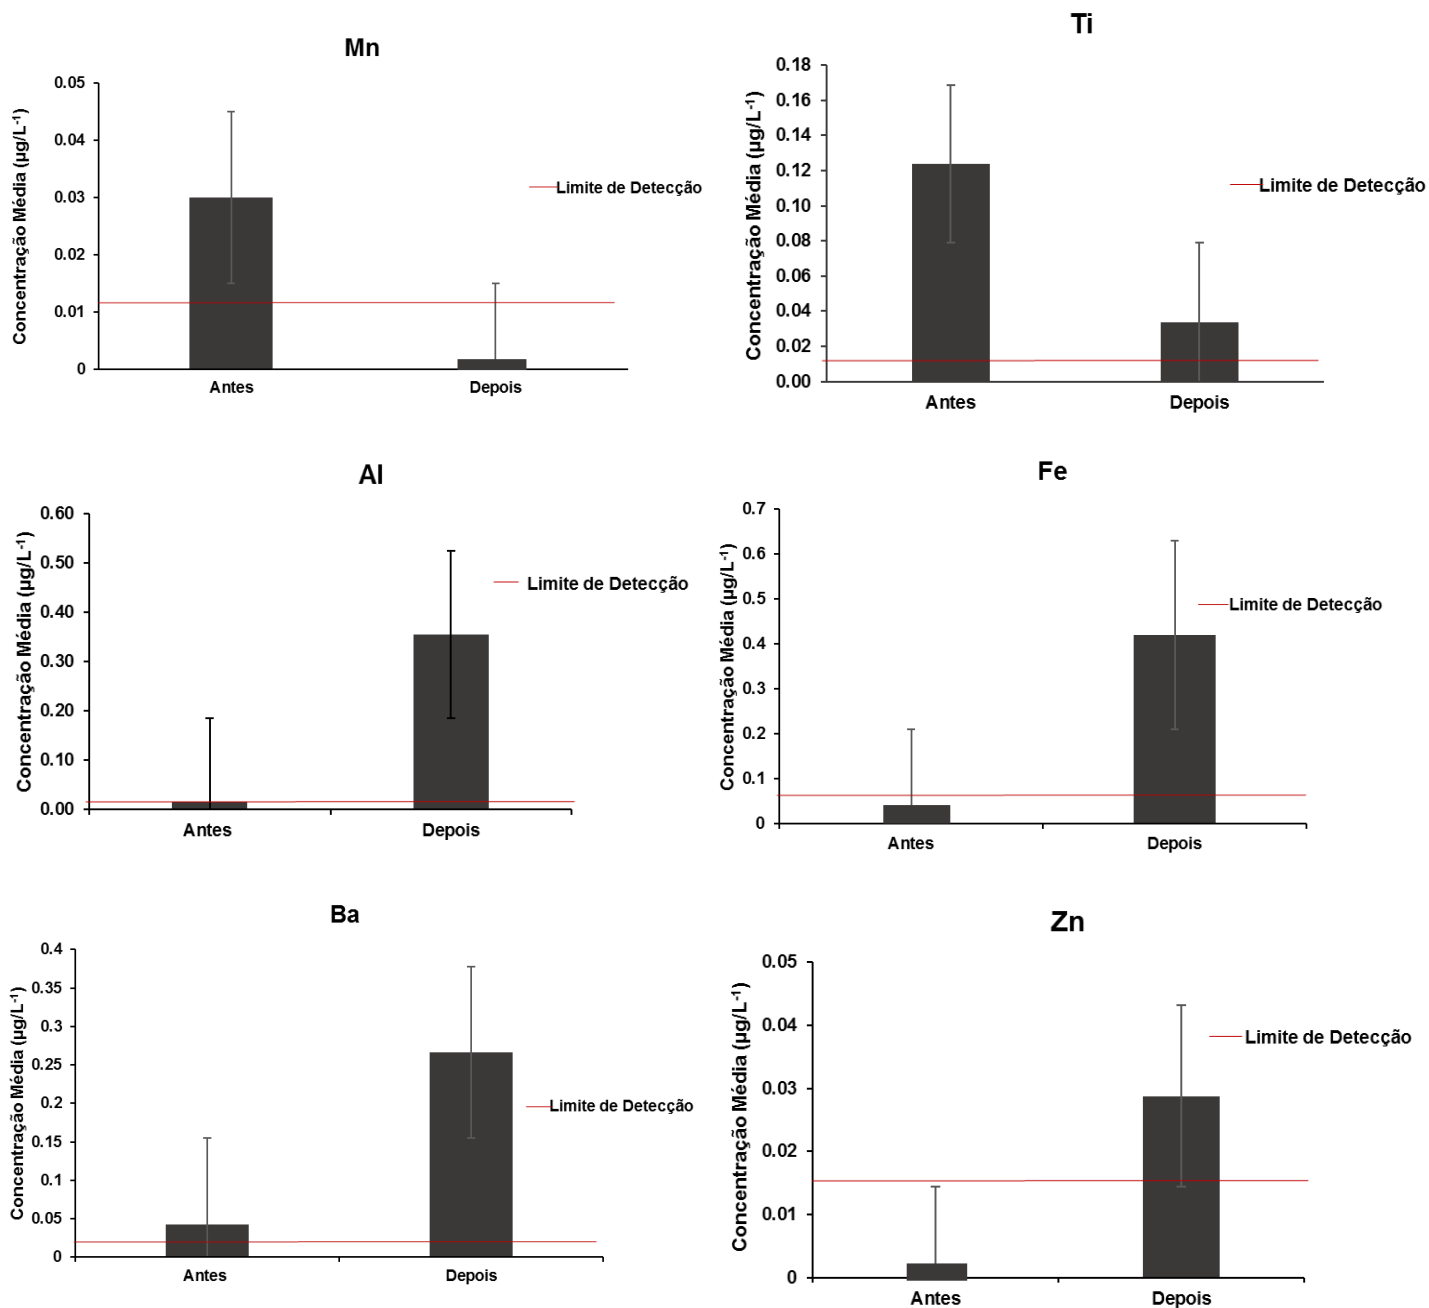 Mn
Concentração Média (µg/L⁻¹)
0.05
0.04
0.03
0.02
0.01
0
Antes
Depois
Limite de Detecção
Ti
Concentração Média (µg/L⁻¹)
0.18
0.16
0.14
0.12
0.10
0.08
0.06
0.04
0.02
0.00
Antes
Depois
Limite de Detecção
Al
Concentração Média (µg/L⁻¹)
0.60
0.50
0.40
0.30
0.20
0.10
0.00
Antes
Depois
Limite de Detecção
Fe
Concentração Média (µg/L⁻¹)
0.7
0.6
0.5
0.4
0.3
0.2
0.1
0
Antes
Depois
Limite de Detecção
Ba
Concentração Média (µg/L⁻¹)
0.4
0.35
0.3
0.25
0.2
0.15
0.1
0.05
0
Antes
Depois
Limite de Detecção
Zn
Concentração Média (µg/L⁻¹)
0.05
0.04
0.03
0.02
0.01
0
Antes
Depois
Limite de Detecção